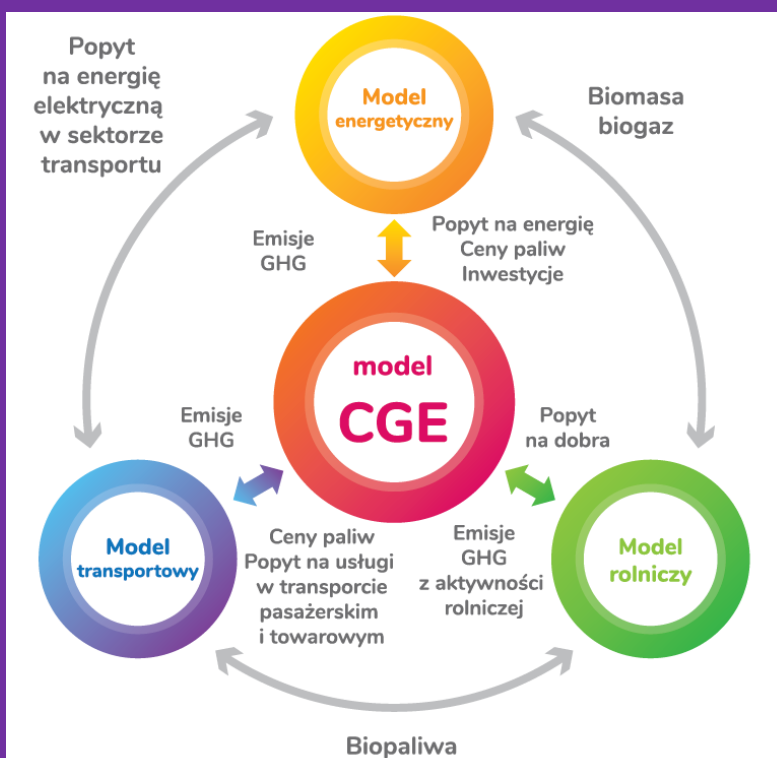 Popyt
na energię
elektryczną
w sektorze
transportu
Model
energetyczny
Biomasa
biogaz
Emisje
GHG
Popyt na energię
Ceny paliw
Inwestycje
model
CGE
Emisje
GHG
Popyt
na dobra
Model
transportowy
Ceny paliw
Popyt na usługi
w transporcie
pasażerskim
i towarowym
Emisje
GHG
z aktywności
rolniczej
Model
rolniczy
Biopaliwa